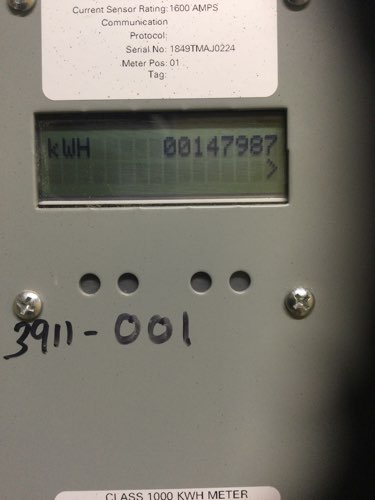 Current Sensor Rating: 1600 AMPS
Communication
Protocol:
Serial No: 1849TMAJ0224
Meter Pos: 01
Tag:
kWH 00147987
>
3911-001
CLASS 1000 KWH METER